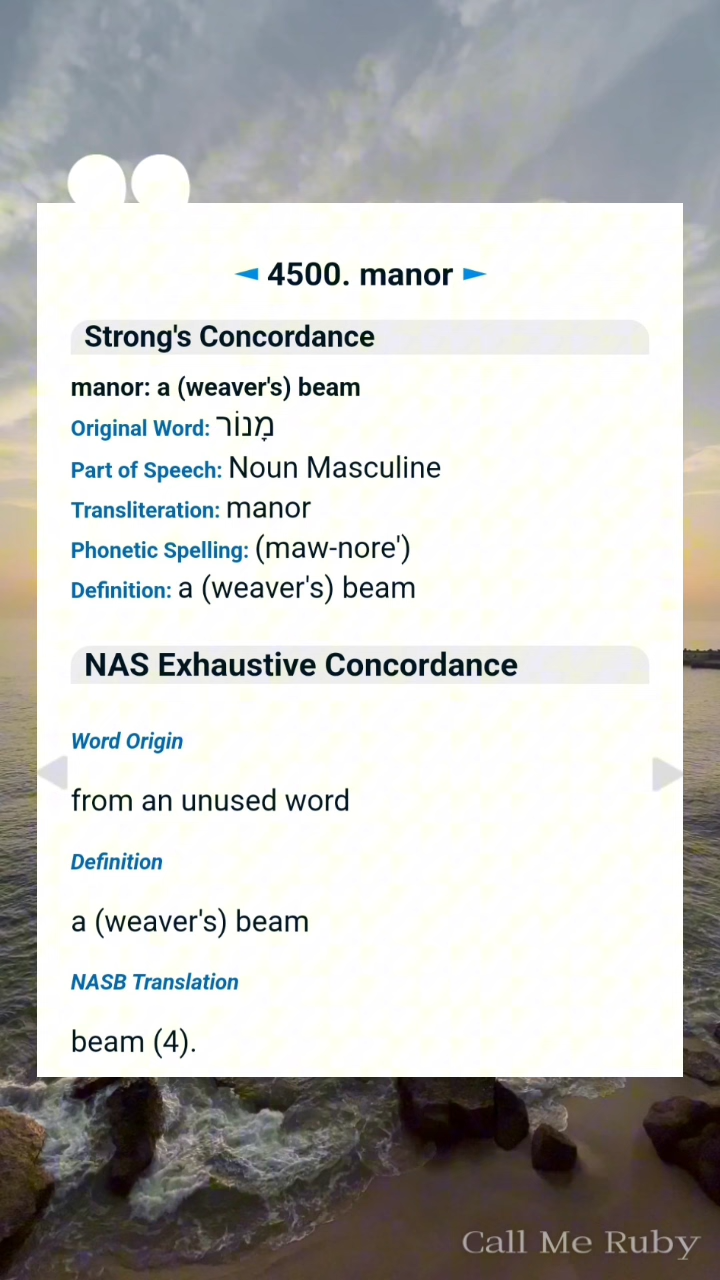 ◄ 4500. manor ►
Strong's Concordance
manor: a (weaver's) beam
Original Word: מָנוֹר
Part of Speech: Noun Masculine
Transliteration: manor
Phonetic Spelling: (maw-nore')
Definition: a (weaver's) beam
NAS Exhaustive Concordance
Word Origin
from an unused word
Definition
a (weaver's) beam
NASB Translation
beam (4).
Call Me Ruby